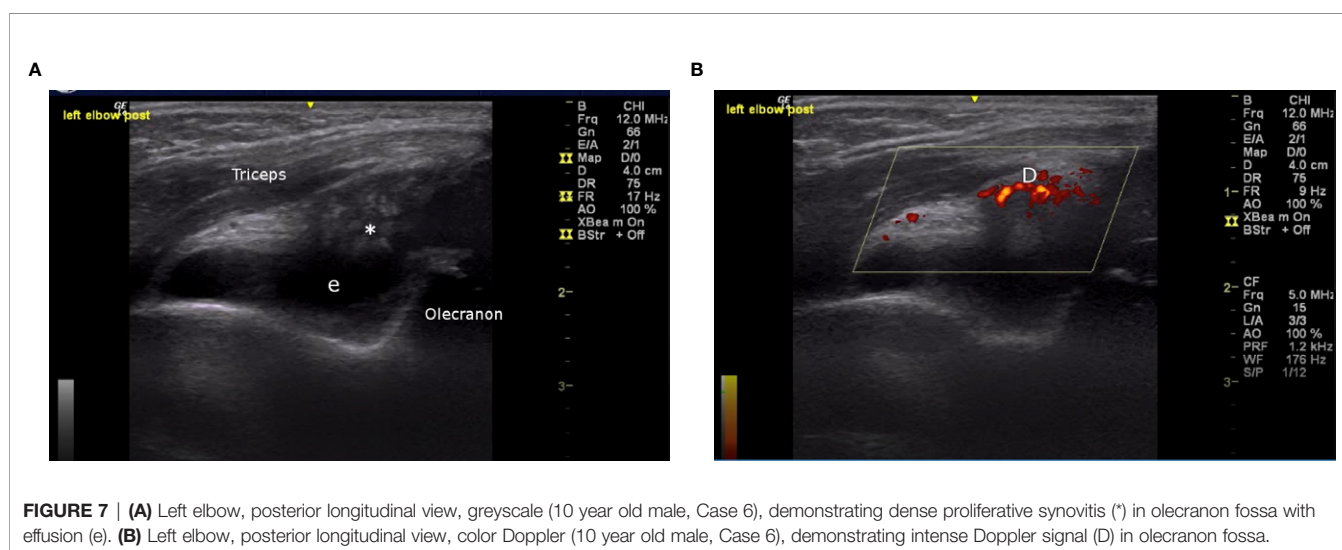 A
B
GE
left elbow post
Triceps
*
e
Olecranon
B CHI
Frq 12.0 MHz
Gn 66
E/A 2/1
Map D/0
D 4.0 cm
DR 75
FR 17 Hz
AO 100 %
XBeam On
BStr + Off
2-
3-
GE
left elbow post
D
B CHI
Frq 12.0 MHz
Gn 66
E/A 2/1
Map D/0
D 4.0 cm
DR 75
FR 9 Hz
AO 100 %
XBeam On
BStr + Off
1-
2-
CF
Frq 5.0 MHz
Gn 15
L/A 3/3
AO 100 %
PRF 1.2 kHz
WF 176 Hz
S/P 1/12
3-
FIGURE 7 | (A) Left elbow, posterior longitudinal view, greyscale (10 year old male, Case 6), demonstrating dense proliferative synovitis (*) in olecranon fossa with
effusion (e). (B) Left elbow, posterior longitudinal view, color Doppler (10 year old male, Case 6), demonstrating intense Doppler signal (D) in olecranon fossa.